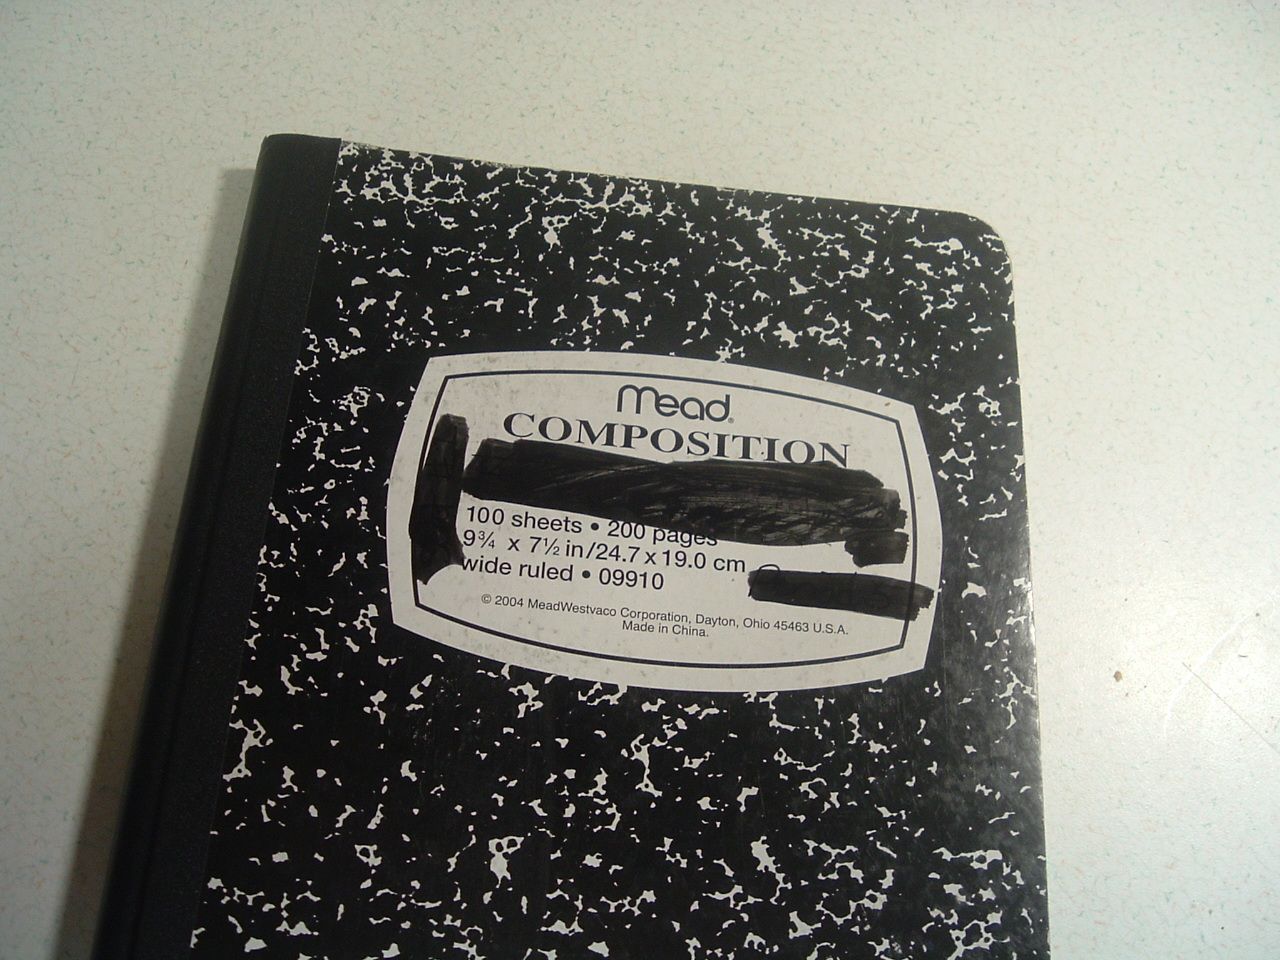 Mead
COMPOSITION
100 sheets • 200 pages
9¾ x 7½ in/24.7 x 19.0 cm
wide ruled • 09910
© 2004 MeadWestvaco Corporation, Dayton, Ohio 45463 U.S.A.
Made in China.